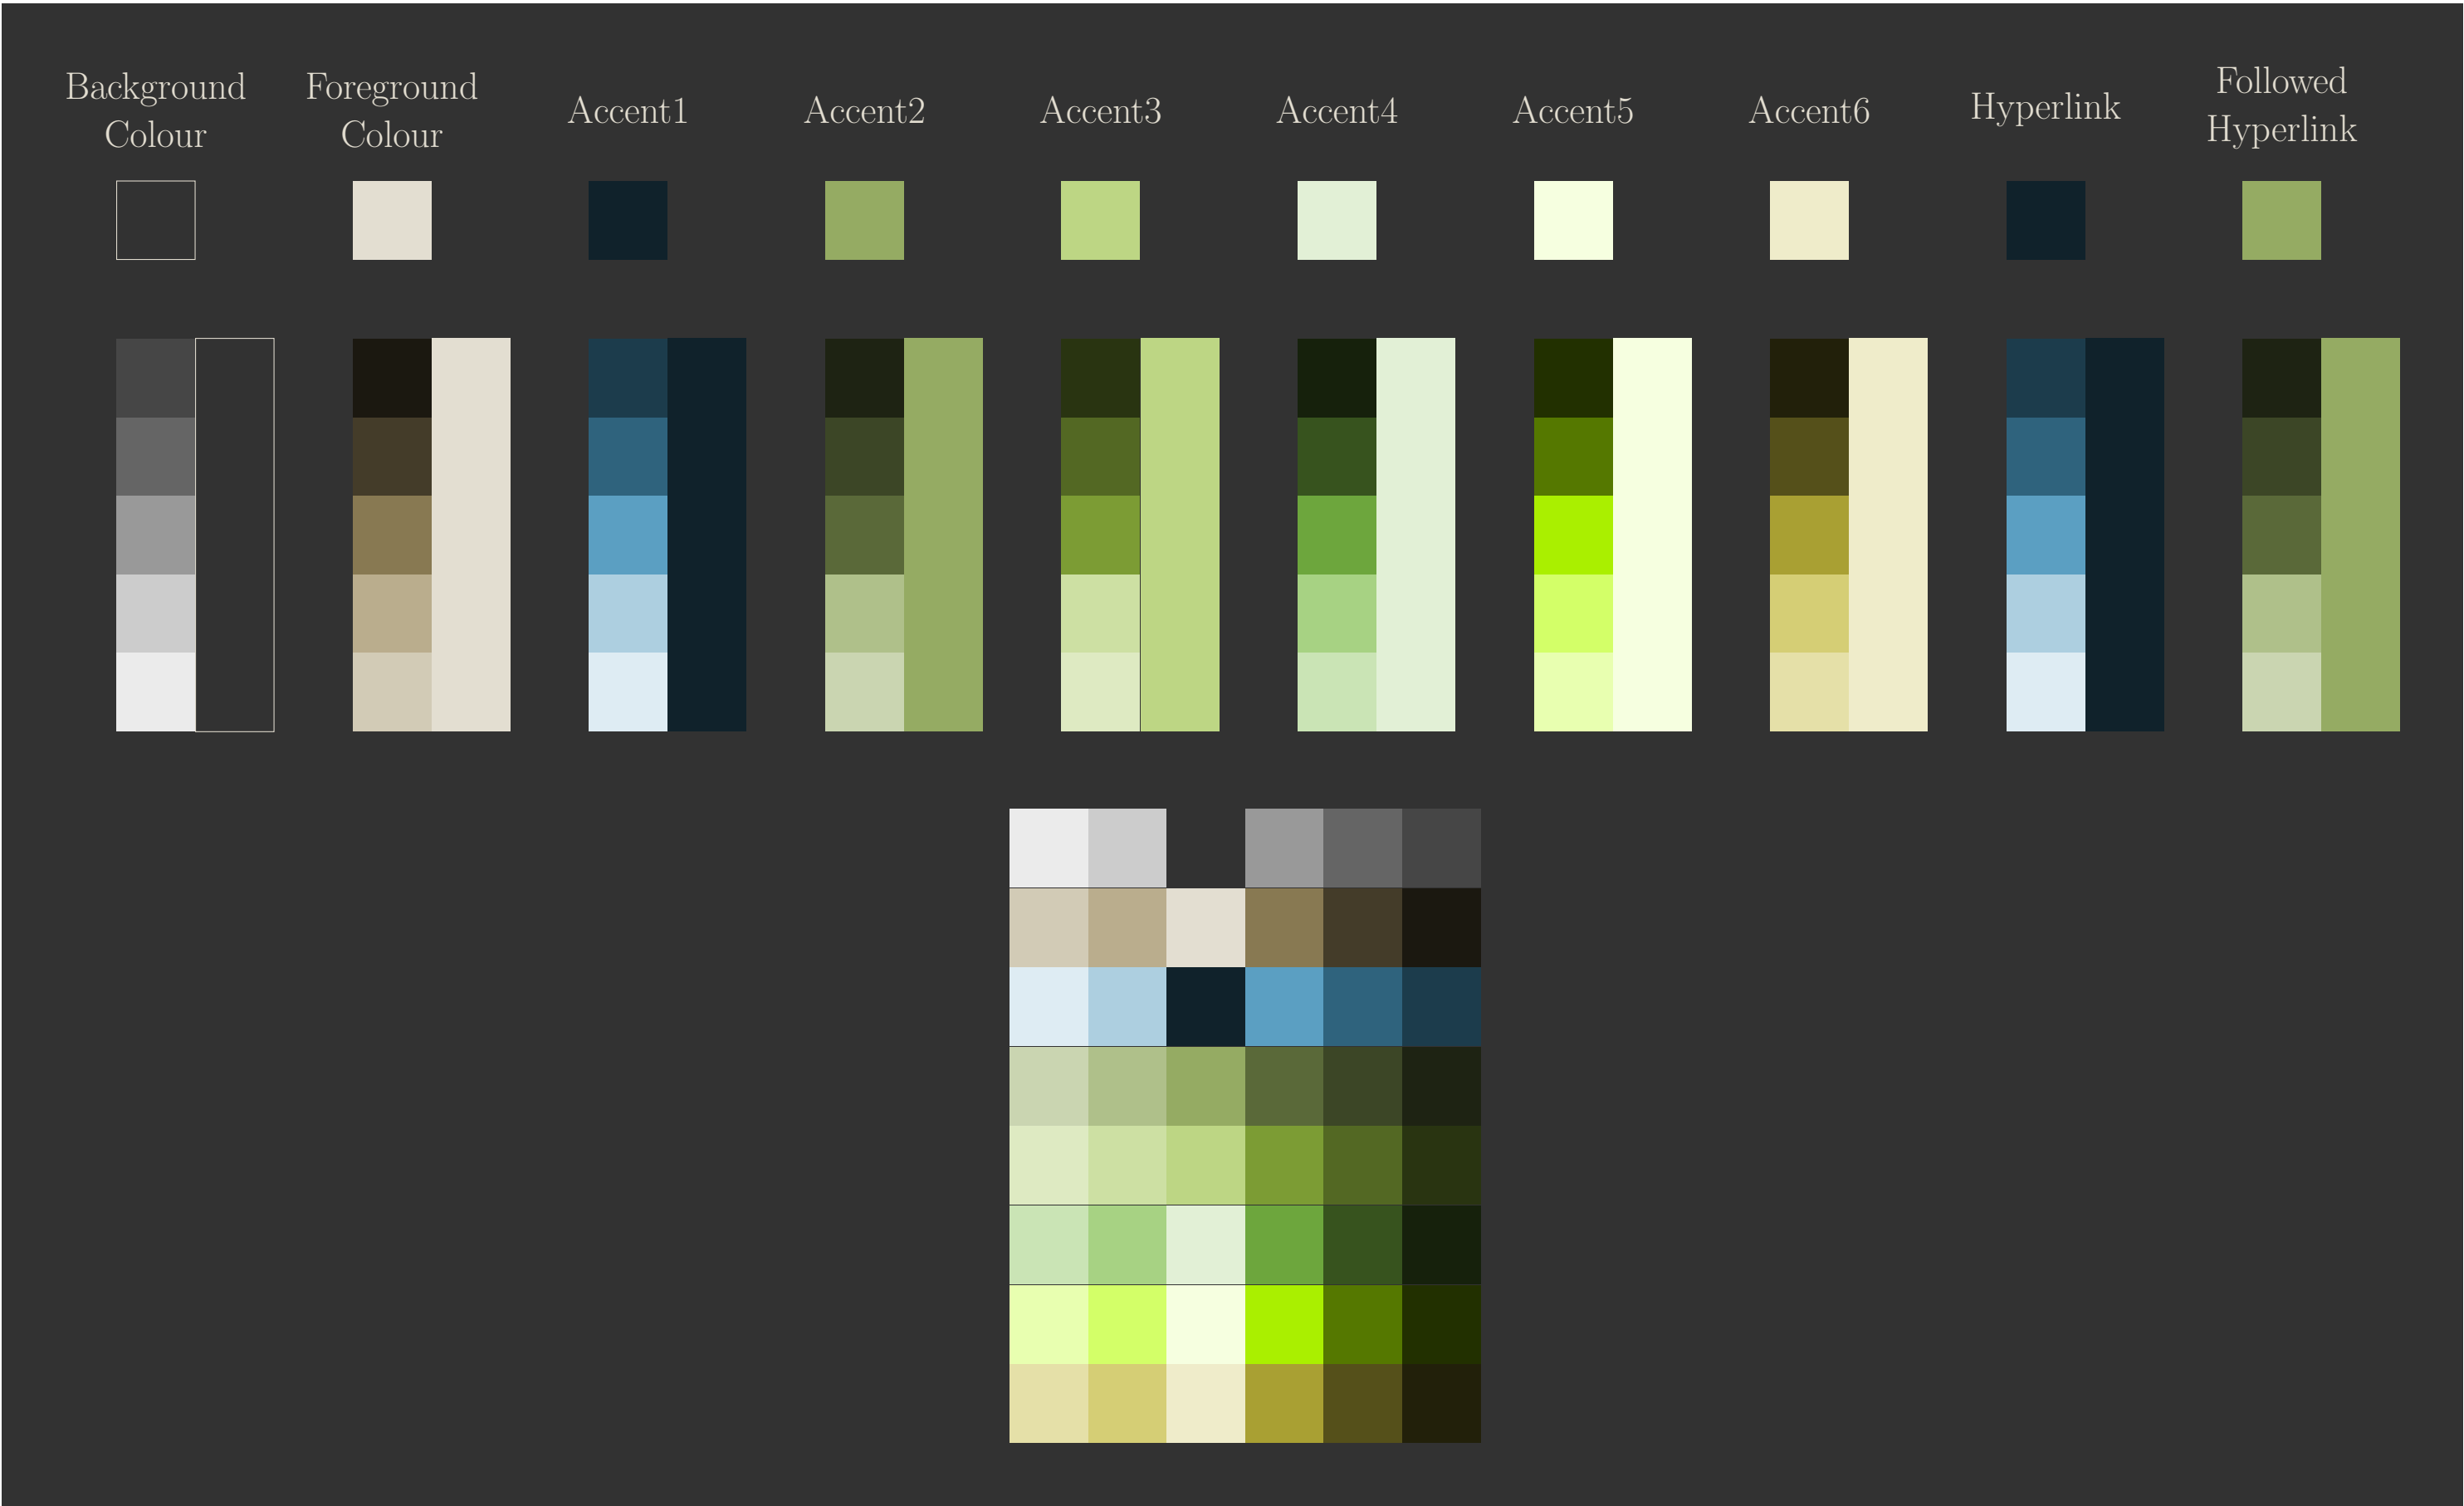 Background
Colour
Foreground
Colour
Accent1
Accent2
Accent3
Accent4
Accent5
Accent6
Hyperlink
Followed
Hyperlink